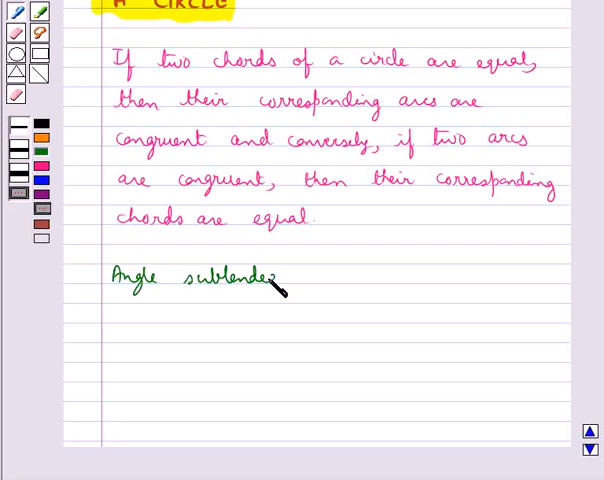 A CIRCLE
If two chords of a circle are equal,
then their corresponding arcs are
congruent and conversely, if two arcs
are congruent, then their corresponding
chords are equal.
Angle subtende